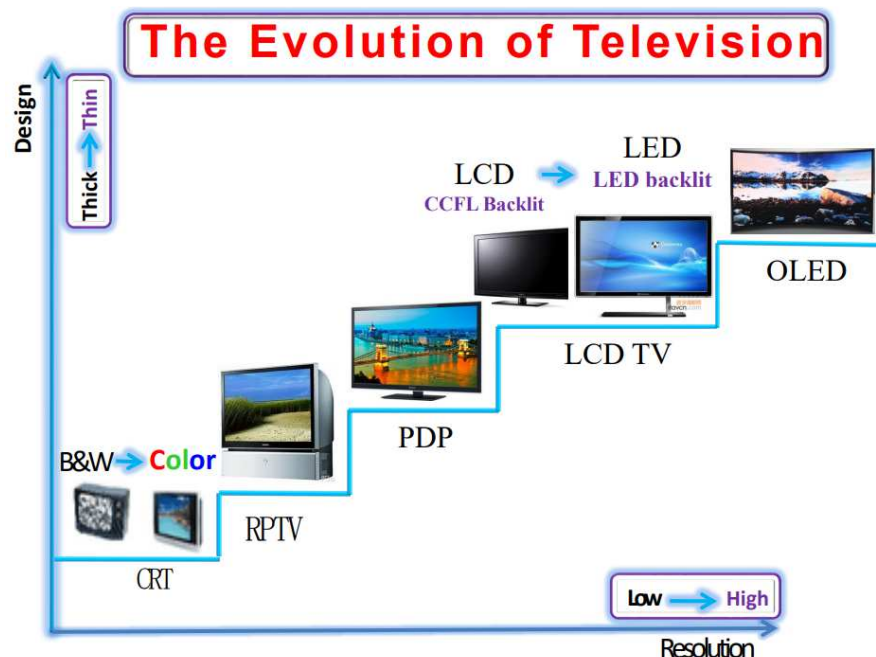 The Evolution of Television
Design
Thick Thin
LCD LED
CCFL Backlit LED backlit
OLED
LCD TV
PDP
B&W Color
RPTV
CRT
Low High
Resolution